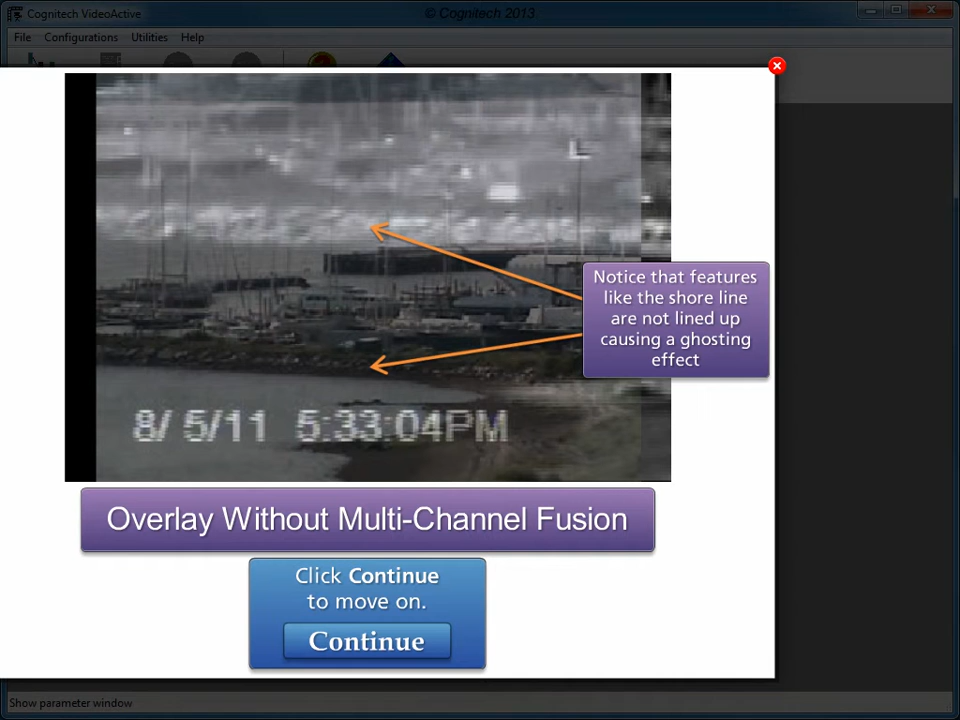 Cognitech VideoActive
© Cognitech 2013.
File Configurations Utilities Help
Notice that features
like the shore line
are not lined up
causing a ghosting
effect
8/ 5/11 5:33:04PM
Overlay Without Multi-Channel Fusion
Click Continue
to move on.
Continue
Show parameter window